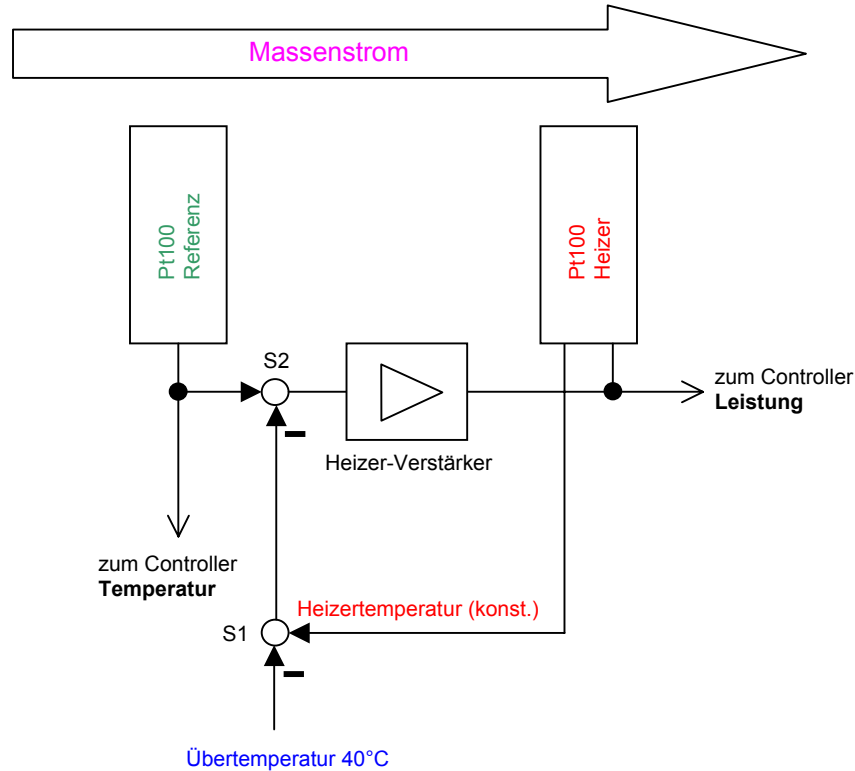 Massenstrom
Pt100
Referenz
Pt100
Heizer
S2
zum Controller
Leistung
Heizer-Verstärker
zum Controller
Temperatur
Heizertemperatur (konst.)
S1
Übertemperatur 40°C